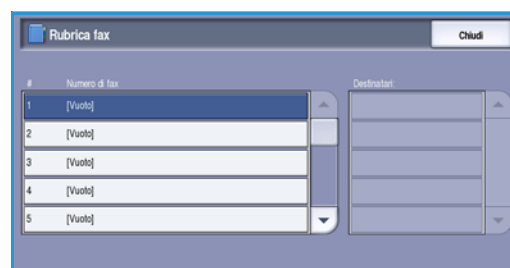 Rubrica fax
Chiudi
# Numero di fax Destinatari:
1 [Vuoto]
2 [Vuoto]
3 [Vuoto]
4 [Vuoto]
5 [Vuoto]